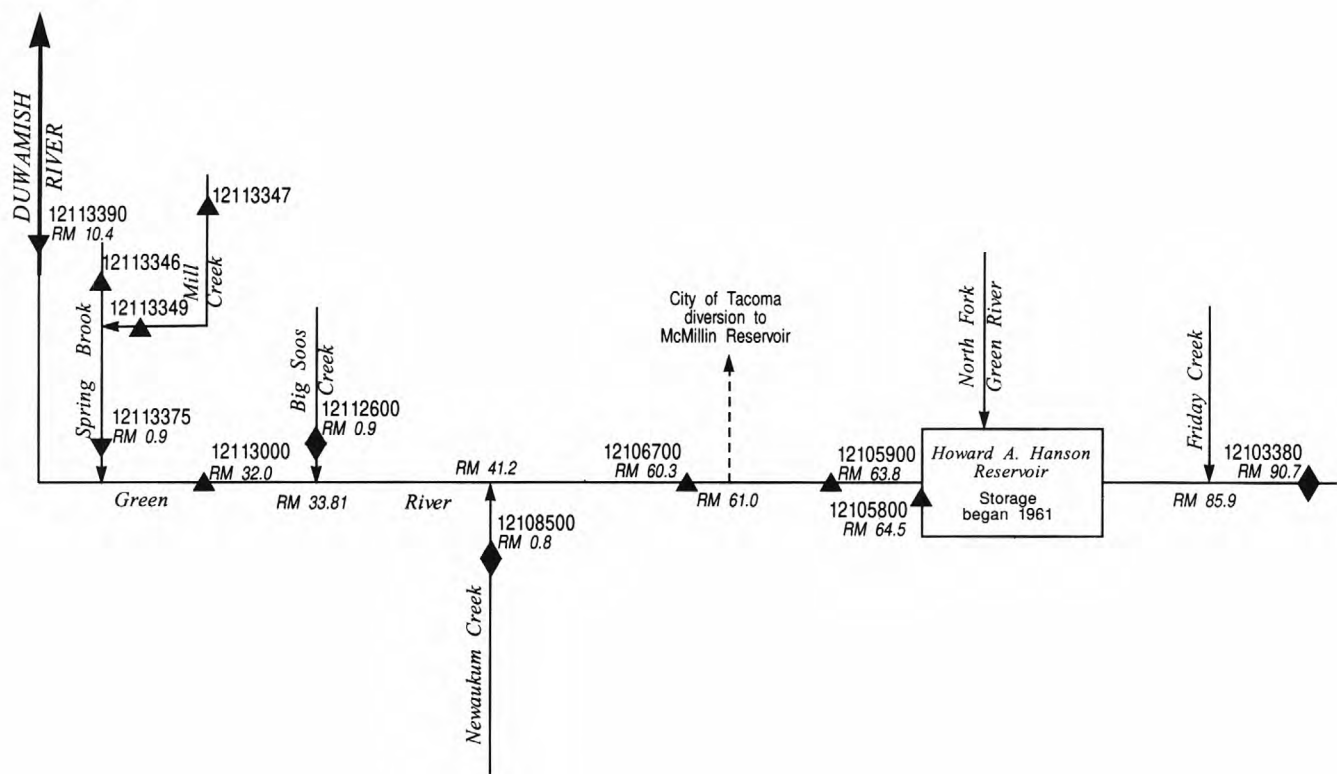 DUWAMISH
RIVER
12113390
RM 10.4
12113346
12113349
12113347
Mill
Creek
Spring Brook
12113375
RM 0.9
12113000
RM 32.0
Green
Big Soos
Creek
12112600
RM 0.9
RM 33.81
River
RM 41.2
12108500
RM 0.8
Newaukum Creek
12106700
RM 60.3
City of Tacoma
diversion to
McMillin Reservoir
RM 61.0
12105900
RM 63.8
12105800
RM 64.5
North Fork
Green River
Howard A. Hanson
Reservoir
Storage
began 1961
Friday Creek
RM 85.9
12103380
RM 90.7